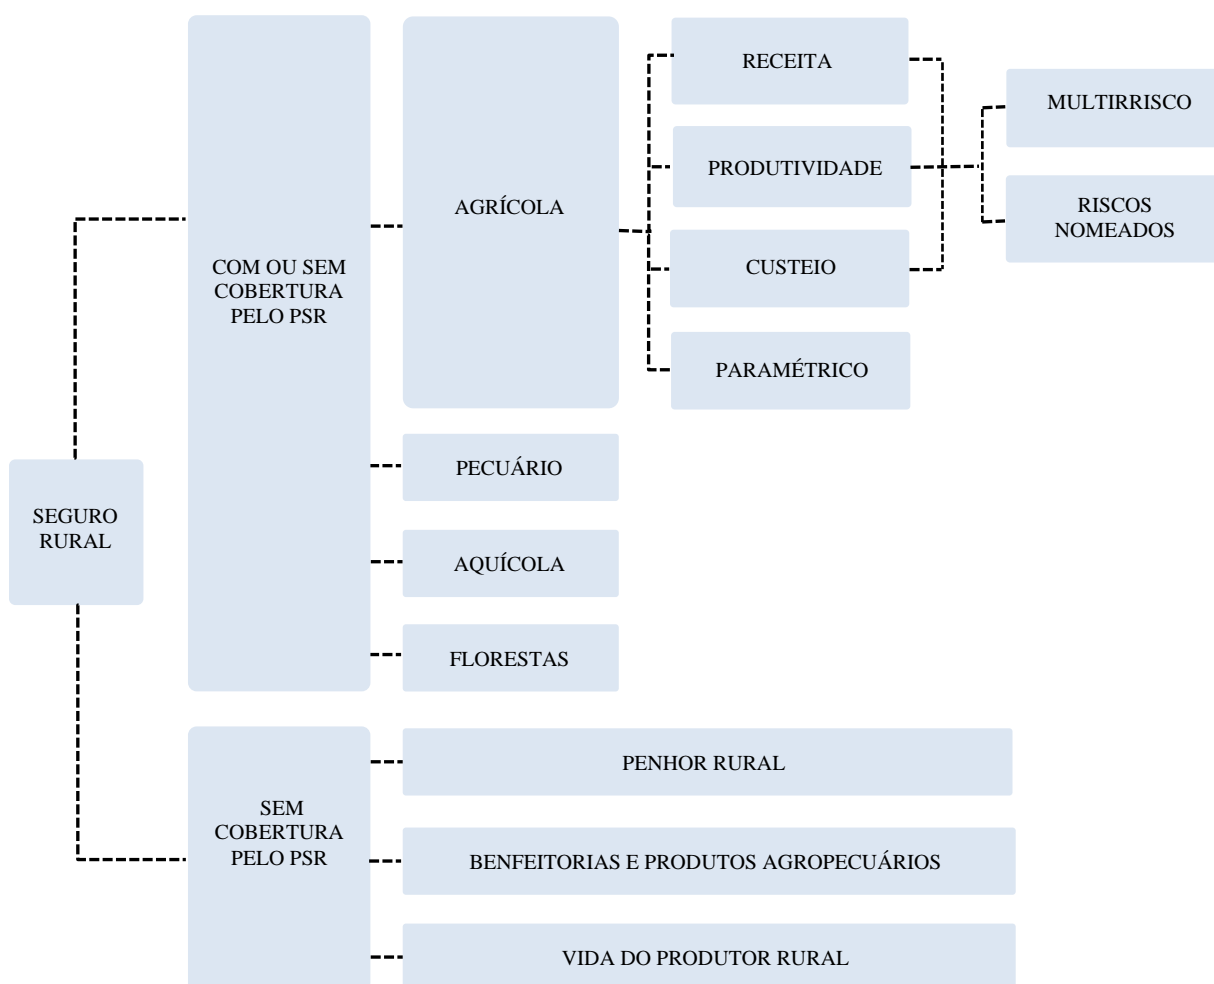 SEGURO
RURAL
COM OU SEM
COBERTURA
PELO PSR
AGRÍCOLA
RECEITA
PRODUTIVIDADE
CUSTEIO
PARAMÉTRICO
MULTIRRISCO
RISCOS
NOMEADOS
PECUÁRIO
AQUÍCOLA
FLORESTAS
SEM
COBERTURA
PELO PSR
PENHOR RURAL
BENFEITORIAS E PRODUTOS AGROPECUÁRIOS
VIDA DO PRODUTOR RURAL